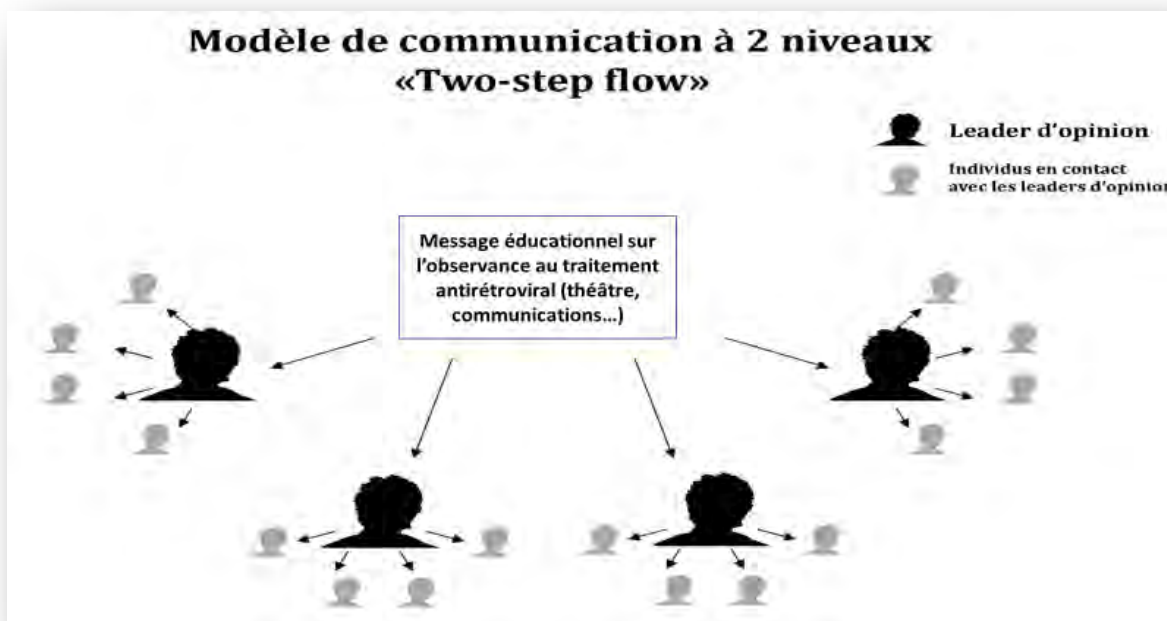 Modèle de communication à 2 niveaux
«Two-step flow»
Leader d'opinion
Individus en contact
avec les leaders d'opinion
Message éducationnel sur
l'observance au traitement
antirétroviral (théâtre,
communications...)